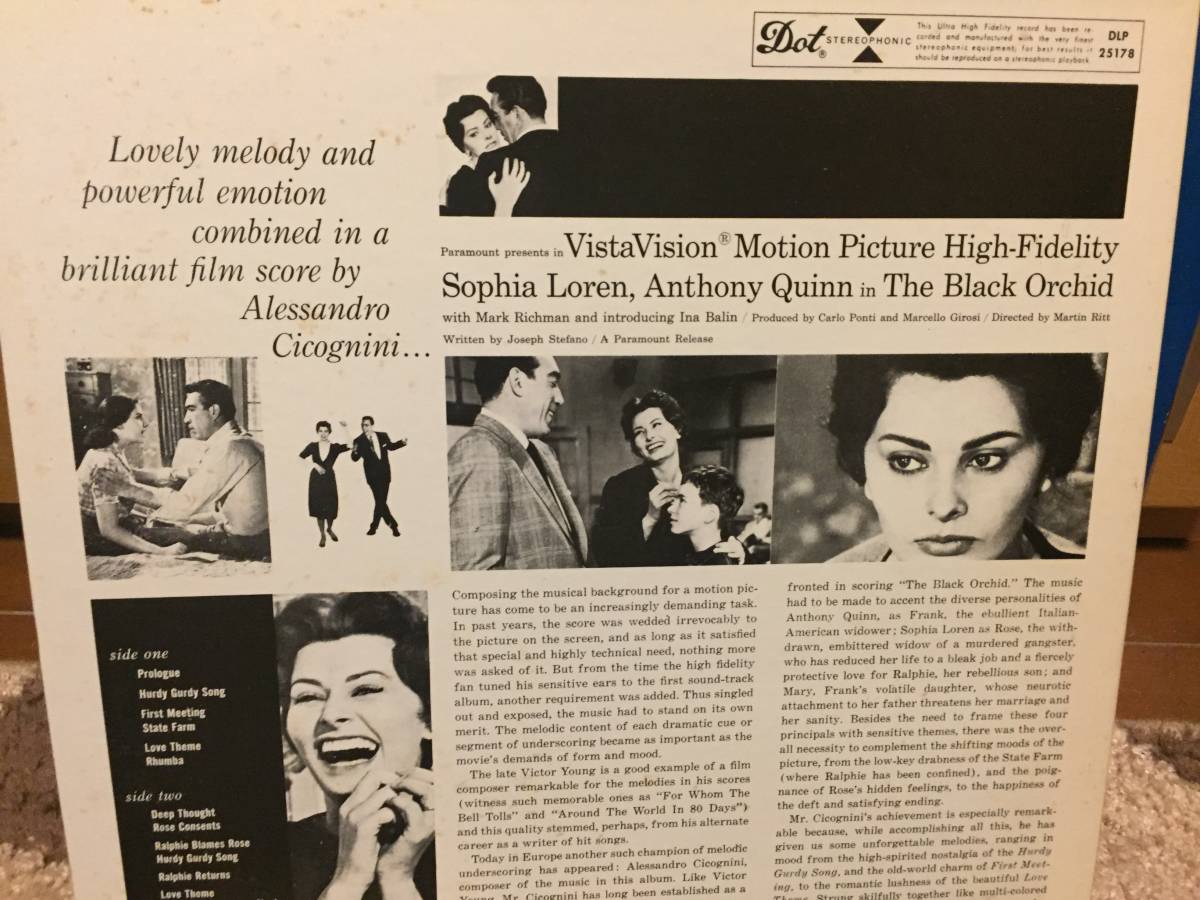 Dot® STEREOPHONIC
This Ultra High Fidelity record has been re-
corded and manufactured with the very finest
stereophonic equipment; for best results it
should be reproduced on a stereophonic playback.
DLP
25178
Lovely melody and
powerful emotion
combined in a
brilliant film score by
Alessandro
Cicognini...
Paramount presents in VistaVision® Motion Picture High-Fidelity
Sophia Loren, Anthony Quinn in The Black Orchid
with Mark Richman and introducing Ina Balin / Produced by Carlo Ponti and Marcello Girosi / Directed by Martin Ritt
Written by Joseph Stefano / A Paramount Release
side one
Prologue
Hurdy Gurdy Song
First Meeting
State Farm
Love Theme
Rhumba
side two
Deep Thought
Rose Consents
Ralphie Blames Rose
Hurdy Gurdy Song
Ralphie Returns
Love Theme
Composing the musical background for a motion pic-
ture has come to be an increasingly demanding task.
In past years, the score was wedded irrevocably to
the picture on the screen, and as long as it satisfied
that special and highly technical need, nothing more
was asked of it. But from the time the high fidelity
fan tuned his sensitive ears to the first sound-track
album, another requirement was added. Thus singled
out and exposed, the music had to stand on its own
merit. The melodic content of each dramatic cue or
segment of underscoring became as important as the
movie's demands of form and mood.
The late Victor Young is a good example of a film
composer remarkable for the melodies in his scores
(witness such memorable ones as "For Whom The
Bell Tolls" and "Around The World In 80 Days")
and this quality stemmed, perhaps, from his alternate
career as a writer of hit songs.
Today in Europe another such champion of melodic
underscoring has appeared: Alessandro Cicognini,
composer of the music in this album. Like Victor
Young, Mr. Cicognini has long been established as a
fronted in scoring "The Black Orchid." The music
had to be made to accent the diverse personalities of
Anthony Quinn, as Frank, the ebullient Italian-
American widower; Sophia Loren as Rose, the with-
drawn, embittered widow of a murdered gangster,
who has reduced her life to a bleak job and a fiercely
protective love for Ralphie, her rebellious son; and
Mary, Frank's volatile daughter, whose neurotic
attachment to her father threatens her marriage and
her sanity. Besides the need to frame these four
principals with sensitive themes, there was the over-
all necessity to complement the shifting moods of the
picture, from the low-key drabness of the State Farm
(where Ralphie has been confined), and the poig-
nance of Rose's hidden feelings, to the happiness of
the deft and satisfying ending.
Mr. Cicognini's achievement is especially remark-
able because, while accomplishing all this, he has
given us some unforgettable melodies, ranging in
mood from the high-spirited nostalgia of the Hurdy
Gurdy Song, and the old-world charm of First Meet-
ing, to the romantic lushness of the beautiful Love
Theme. Strung skilfully together like multi-colored